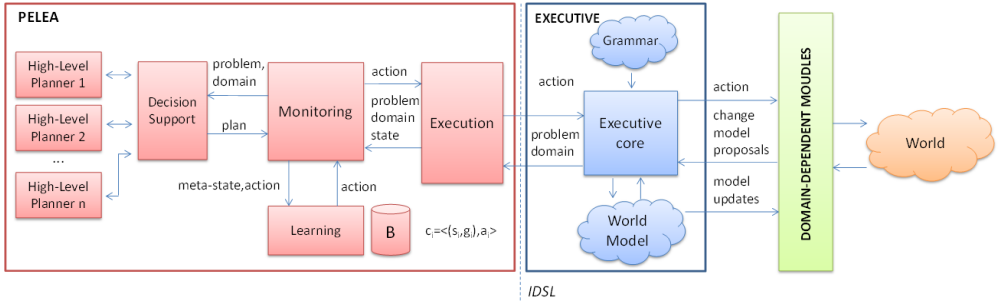 PELEA
High-Level
Planner 1
High-Level
Planner 2
...
High-Level
Planner n
Decision
Support
problem,
domain
plan
Monitoring
action
problem
domain
state
Execution
meta-state,action
action
Learning
B
cᵢ=<(sᵢ,gᵢ),aᵢ>
EXECUTIVE
Grammar
action
problem
domain
Executive
core
World
Model
action
change
model
proposals
model
updates
DOMAIN-DEPENDENT MODLES
World
IDSL